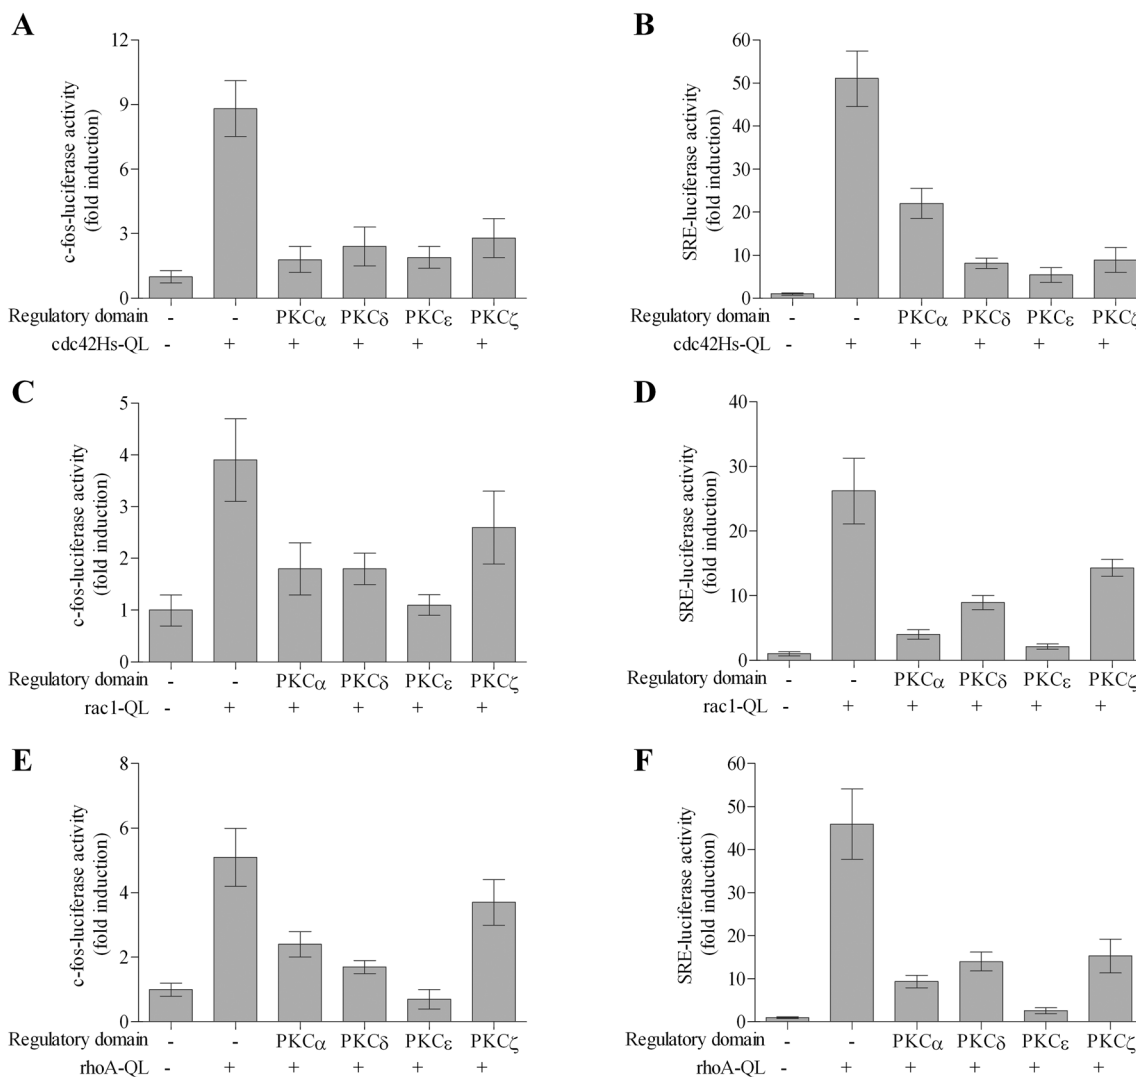 A
c-fos-luciferase activity
(fold induction)
12
9
6
3
0
Regulatory domain - - PKCα PKCδ PKCε PKCζ
cdc42Hs-QL - + + + + +
B
SRE-luciferase activity
(fold induction)
60
50
40
30
20
10
0
Regulatory domain - - PKCα PKCδ PKCε PKCζ
cdc42Hs-QL - + + + + +
C
c-fos-luciferase activity
(fold induction)
5
4
3
2
1
0
Regulatory domain - - PKCα PKCδ PKCε PKCζ
rac1-QL - + + + + +
D
SRE-luciferase activity
(fold induction)
40
30
20
10
0
Regulatory domain - - PKCα PKCδ PKCε PKCζ
rac1-QL - + + + + +
E
c-fos-luciferase activity
(fold induction)
8
6
4
2
0
Regulatory domain - - PKCα PKCδ PKCε PKCζ
rhoA-QL - + + + + +
F
SRE-luciferase activity
(fold induction)
60
50
40
30
20
10
0
Regulatory domain - - PKCα PKCδ PKCε PKCζ
rhoA-QL - + + + + +